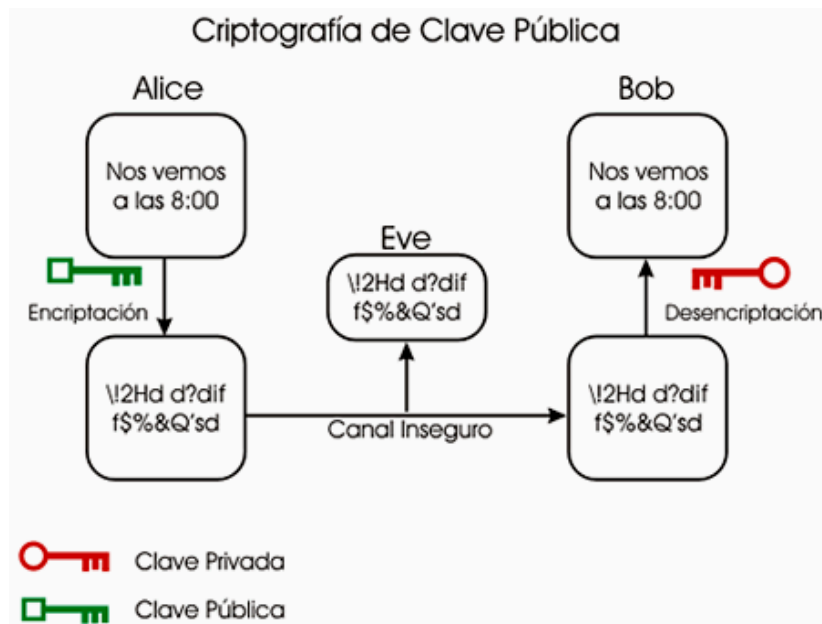 Criptografía de Clave Pública
Alice
Nos vemos
a las 8:00
Encriptación
\!2Hd d?dif
f$%&Q'sd
Eve
\!2Hd d?dif
f$%&Q'sd
Canal Inseguro
Bob
Nos vemos
a las 8:00
Desencriptación
\!2Hd d?dif
f$%&Q'sd
Clave Privada
Clave Pública